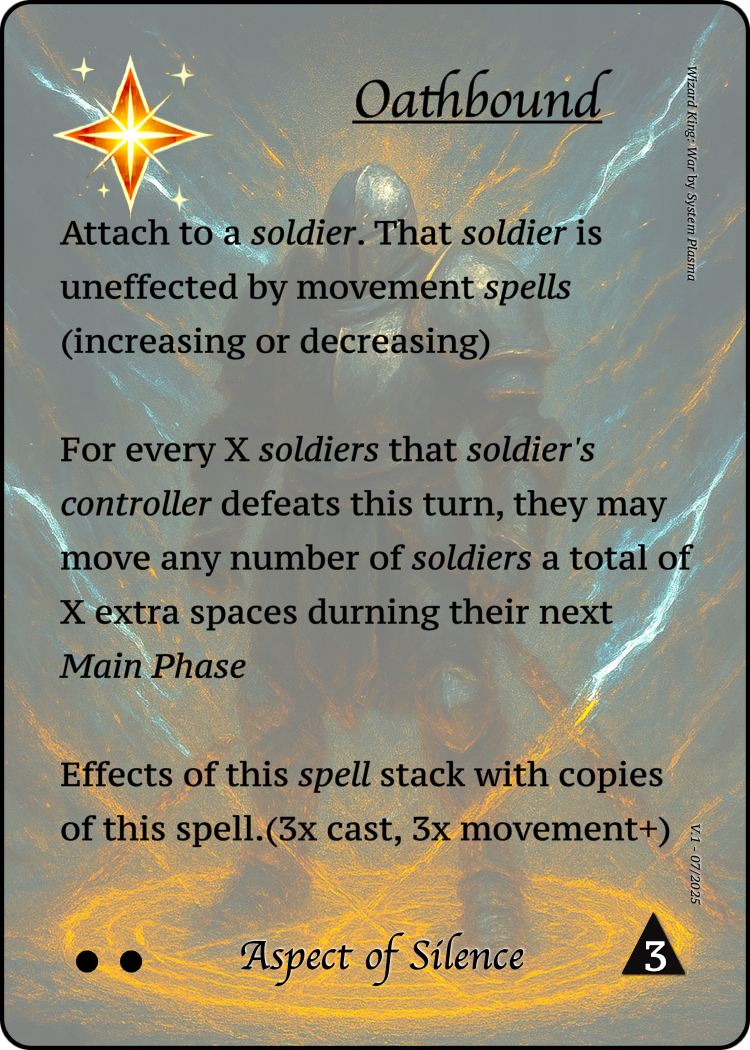 Oathbound
Wizard King: War by System Plasma
Attach to a soldier. That soldier is
uneffected by movement spells
(increasing or decreasing)
For every X soldiers that soldier's
controller defeats this turn, they may
move any number of soldiers a total of
X extra spaces durning their next
Main Phase
Effects of this spell stack with copies
of this spell.(3x cast, 3x movement+)
V.1 - 07/2025
Aspect of Silence
3